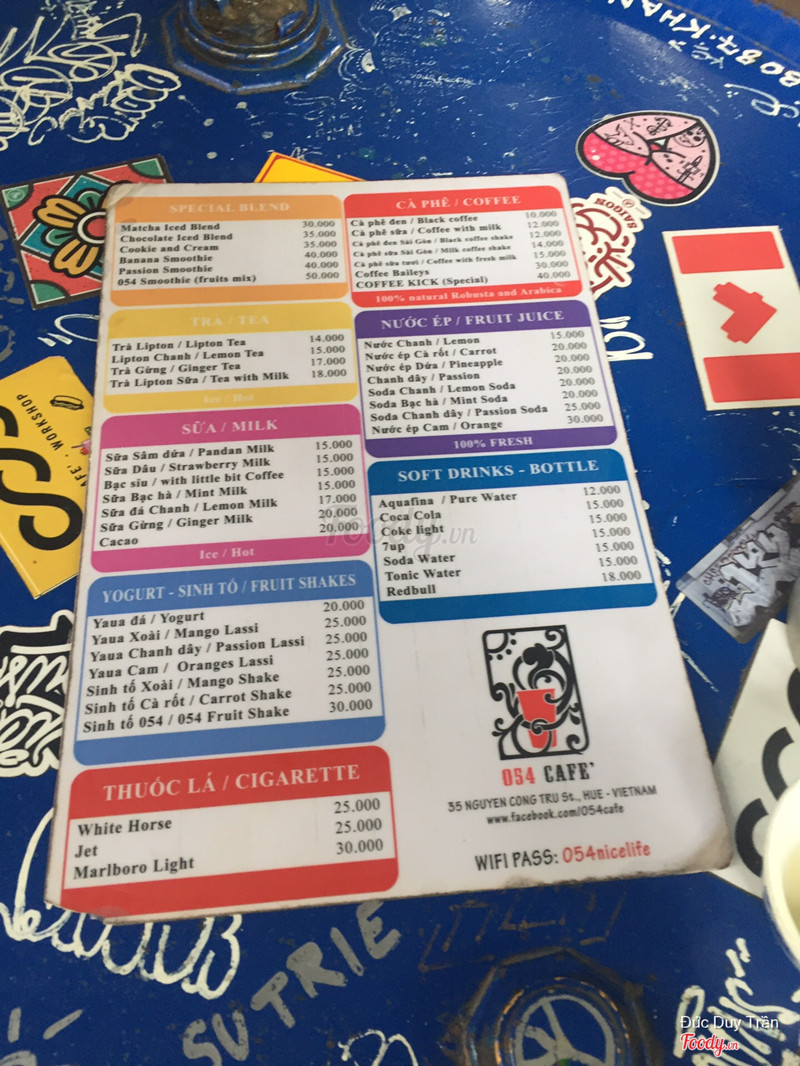 SPECIAL BLEND
Matcha Iced Blend 30.000
Chocolate Iced Blend 35.000
Cookie and Cream 35.000
Banana Smoothie 40.000
Passion Smoothie 40.000
054 Smoothie (fruits mix) 50.000
TRÀ / TEA
Trà Lipton / Lipton Tea 14.000
Lipton Chanh / Lemon Tea 15.000
Trà Gừng / Ginger Tea 17.000
Trà Lipton Sữa / Tea with Milk 18.000
Ice / Hot
SỮA / MILK
Sữa Sâm dứa / Pandan Milk 15.000
Sữa Dâu / Strawberry Milk 15.000
Bạc sỉu / with little bit Coffee 15.000
Sữa Bạc hà / Mint Milk 15.000
Sữa đá Chanh / Lemon Milk 17.000
Sữa Gừng / Ginger Milk 20.000
Cacao 20.000
Ice / Hot
YOGURT - SINH TỐ / FRUIT SHAKES
Yaua đá / Yogurt 20.000
Yaua Xoài / Mango Lassi 25.000
Yaua Chanh dây / Passion Lassi 25.000
Yaua Cam / Oranges Lassi 25.000
Sinh tố Xoài / Mango Shake 25.000
Sinh tố Cà rốt / Carrot Shake 25.000
Sinh tố 054 / 054 Fruit Shake 30.000
THUỐC LÁ / CIGARETTE
White Horse 25.000
Jet 25.000
Marlboro Light 30.000
CÀ PHÊ / COFFEE
Cà phê đen / Black coffee 10.000
Cà phê sữa / Coffee with milk 12.000
Cà phê đen Sài Gòn / Black coffee shake 12.000
Cà phê sữa Sài Gòn / Milk coffee shake 14.000
Cà phê sữa tươi / Coffee with fresh milk 15.000
Coffee Baileys 30.000
COFFEE KICK (Special) 40.000
100% natural Robusta and Arabica
NƯỚC ÉP / FRUIT JUICE
Nước Chanh / Lemon 15.000
Nước ép Cà rốt / Carrot 20.000
Nước ép Dứa / Pineapple 20.000
Chanh dây / Passion 20.000
Soda Chanh / Lemon Soda 20.000
Soda Bạc hà / Mint Soda 20.000
Soda Chanh dây / Passion Soda 25.000
Nước ép Cam / Orange 30.000
100% FRESH
SOFT DRINKS - BOTTLE
Aquafina / Pure Water 12.000
Coca Cola 15.000
Coke light 15.000
7up 15.000
Soda Water 15.000
Tonic Water 15.000
Redbull 18.000
054 CAFE'
35 NGUYEN CONG TRU St., HUE - VIETNAM
www.facebook.com/054cafe
WIFI PASS: 054nicelife
Foody.vn
SAIGON
WORKSHOP
SUTRIE
Đức Duy Trần
Foody.vn